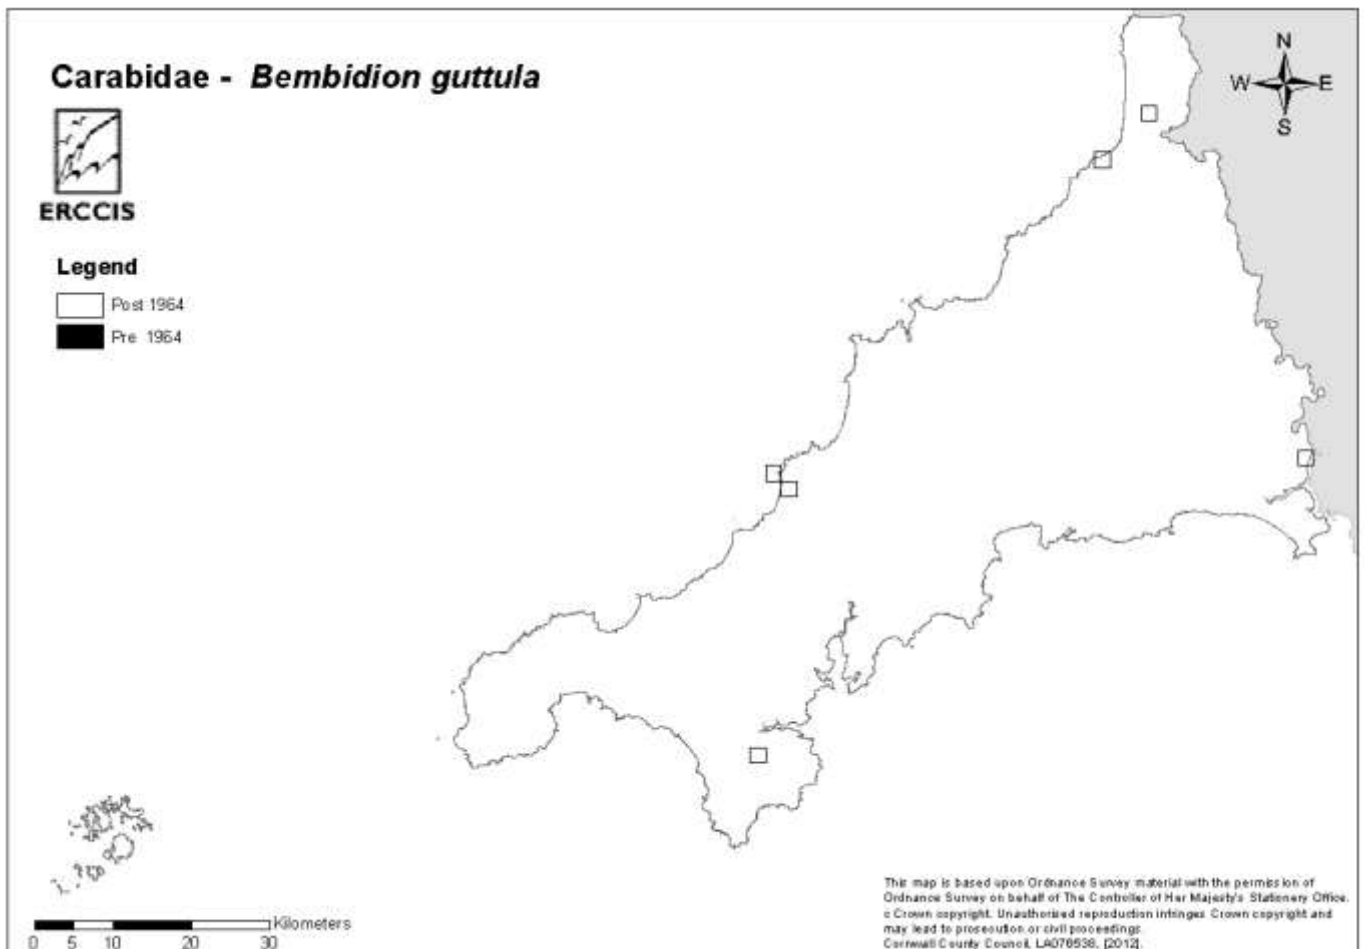 Carabidae - Bembidion guttula
N
W E
S
ERCCIS
Legend
Post 1964
Pre 1964
This map is based upon Ordnance Survey material with the permission of
Ordnance Survey on behalf of The Controller of Her Majesty's Stationery Office.
c Crown copyright. Unauthorised reproduction infringes Crown copyright and
may lead to prosecution or civil proceedings.
Cornwall County Council, LA076538, [2012].
Kilometers
0 5 10 20 30